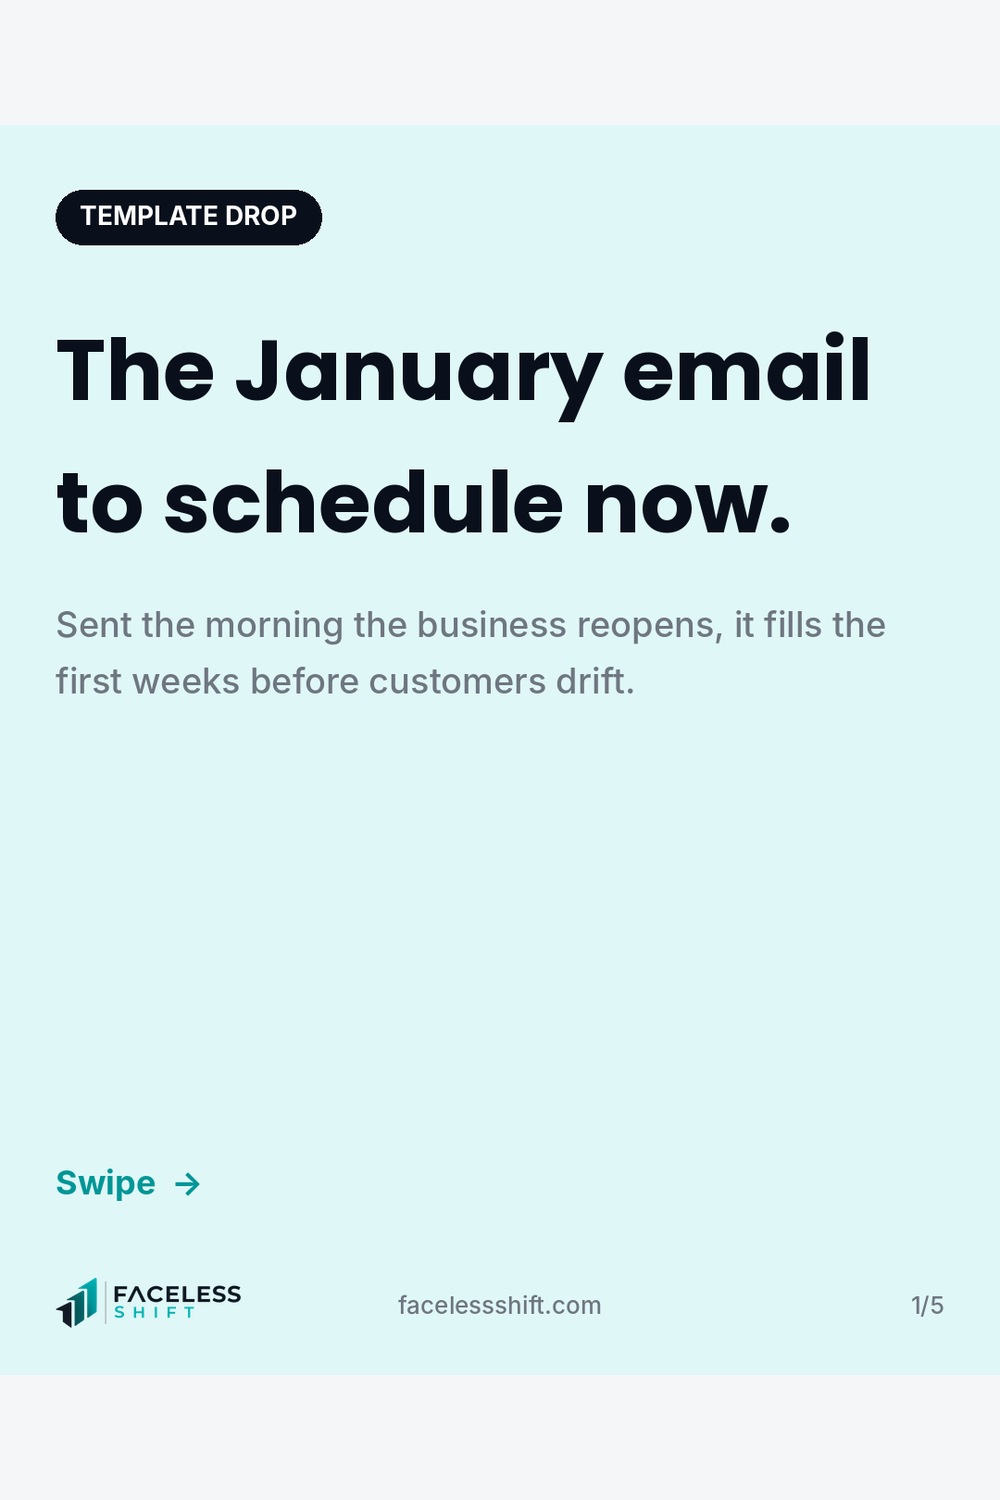 TEMPLATE DROP
The January email
to schedule now.
Sent the morning the business reopens, it fills the
first weeks before customers drift.
Swipe →
FACELESS
SHIFT
facelessshift.com
1/5